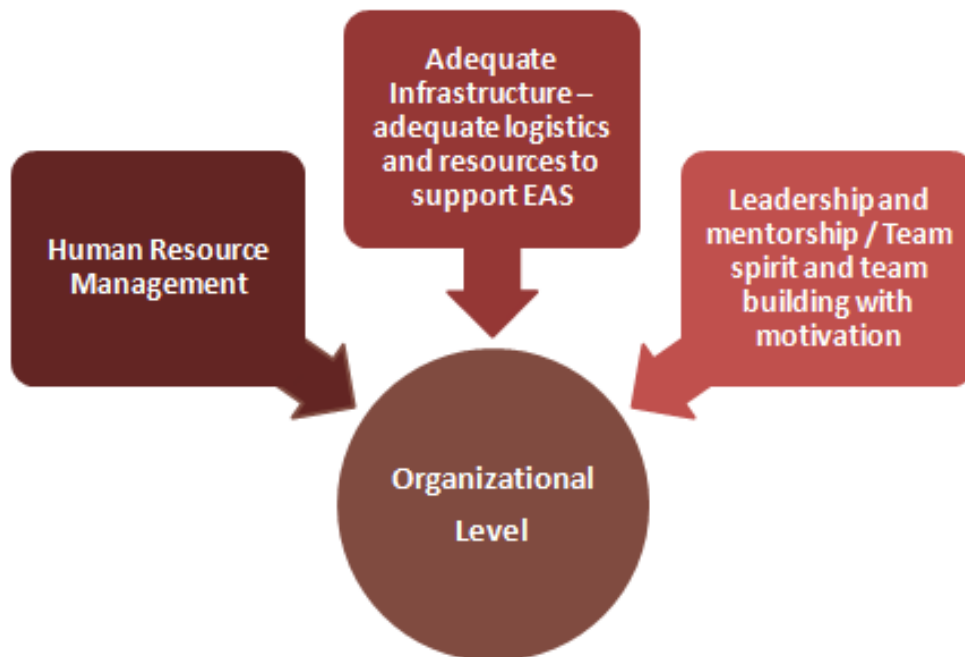 Adequate
Infrastructure –
adequate logistics
and resources to
support EAS
Human Resource
Management
Leadership and
mentorship / Team
spirit and team
building with
motivation
Organizational
Level